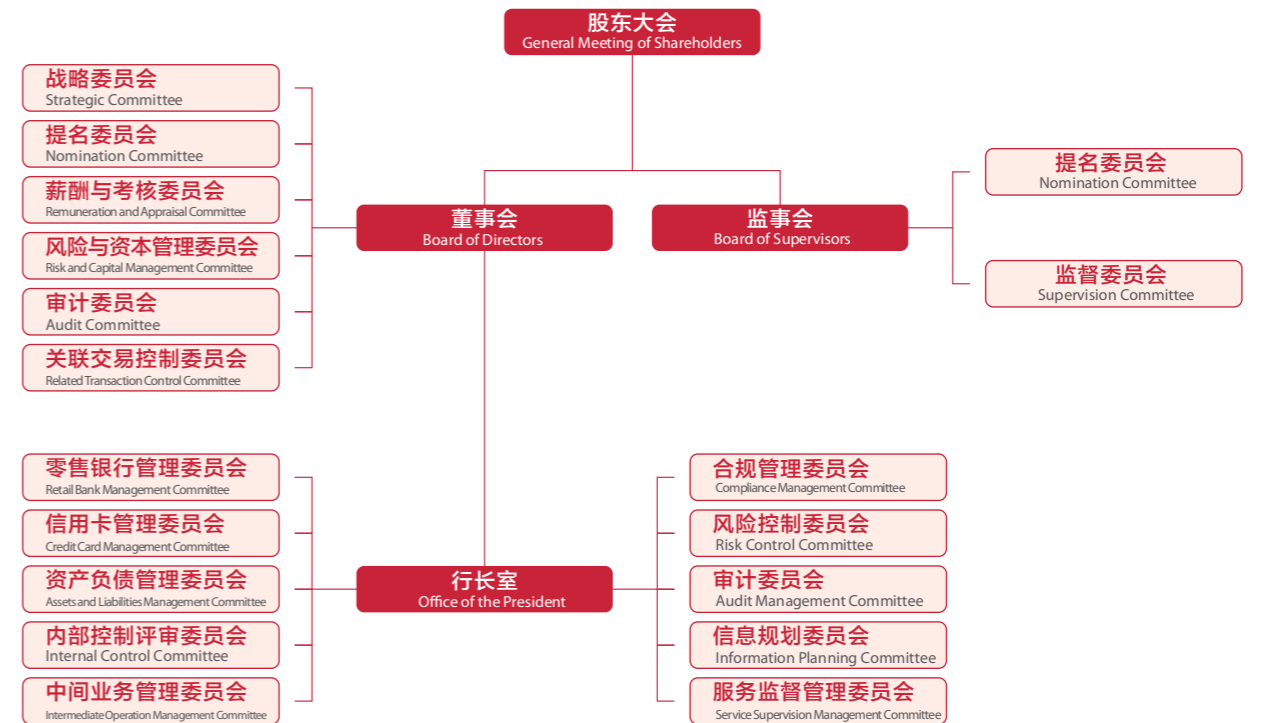 股东大会
General Meeting of Shareholders
战略委员会
Strategic Committee
提名委员会
Nomination Committee
薪酬与考核委员会
Remuneration and Appraisal Committee
风险与资本管理委员会
Risk and Capital Management Committee
审计委员会
Audit Committee
关联交易控制委员会
Related Transaction Control Committee
董事会
Board of Directors
监事会
Board of Supervisors
提名委员会
Nomination Committee
监督委员会
Supervision Committee
零售银行管理委员会
Retail Bank Management Committee
信用卡管理委员会
Credit Card Management Committee
资产负债管理委员会
Assets and Liabilities Management Committee
内部控制评审委员会
Internal Control Committee
中间业务管理委员会
Intermediate Operation Management Committee
行长室
Office of the President
合规管理委员会
Compliance Management Committee
风险控制委员会
Risk Control Committee
审计委员会
Audit Management Committee
信息规划委员会
Information Planning Committee
服务监督管理委员会
Service Supervision Management Committee